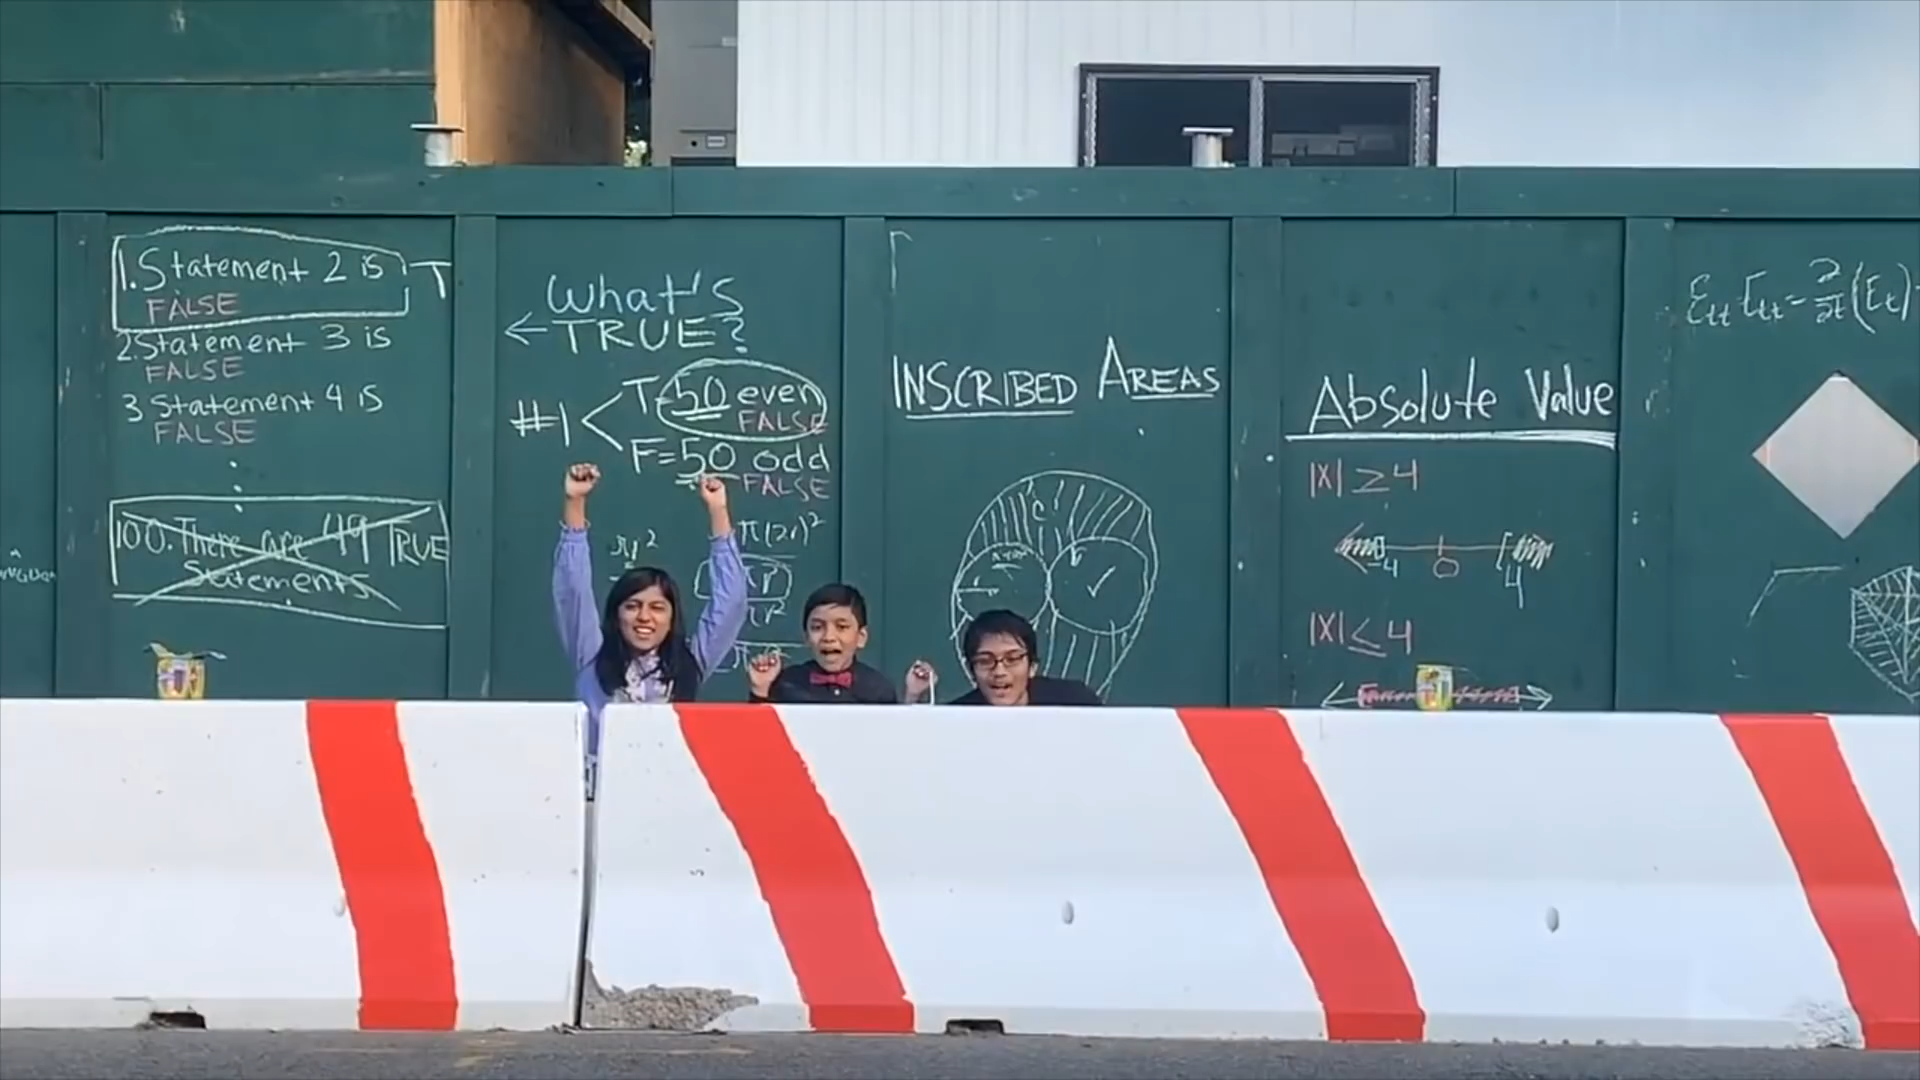 1. Statement 2 is T
FALSE
2. Statement 3 is
FALSE
3 Statement 4 is
FALSE
100. There are 49 TRUE
Statements
What's
← TRUE?
#1 < T=50 even
FALSE
F=50 odd
FALSE
π(2r)²
INSCRIBED AREAS
Absolute Value
|X| ≥ 4
-4 0 4
|X| ≤ 4